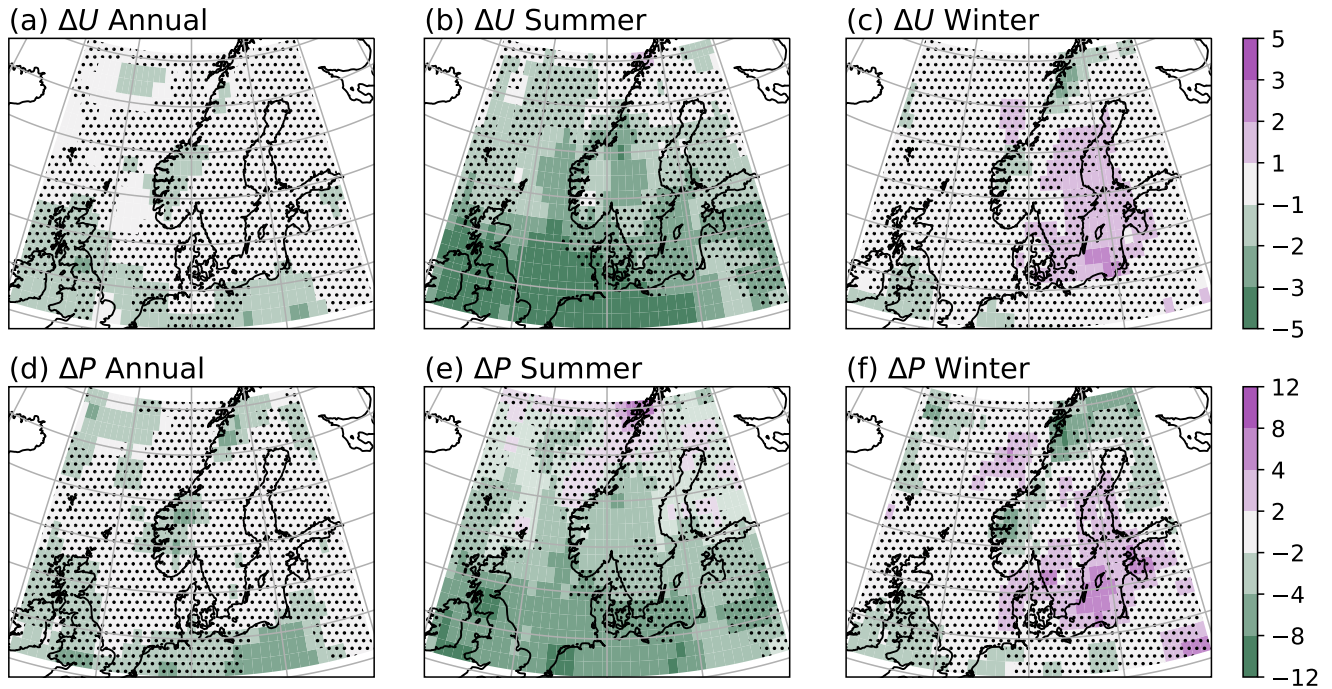 (a) ΔU Annual
(b) ΔU Summer
(c) ΔU Winter
5
3
2
1
−1
−2
−3
−5
(d) ΔP Annual
(e) ΔP Summer
(f) ΔP Winter
12
8
4
2
−2
−4
−8
−12